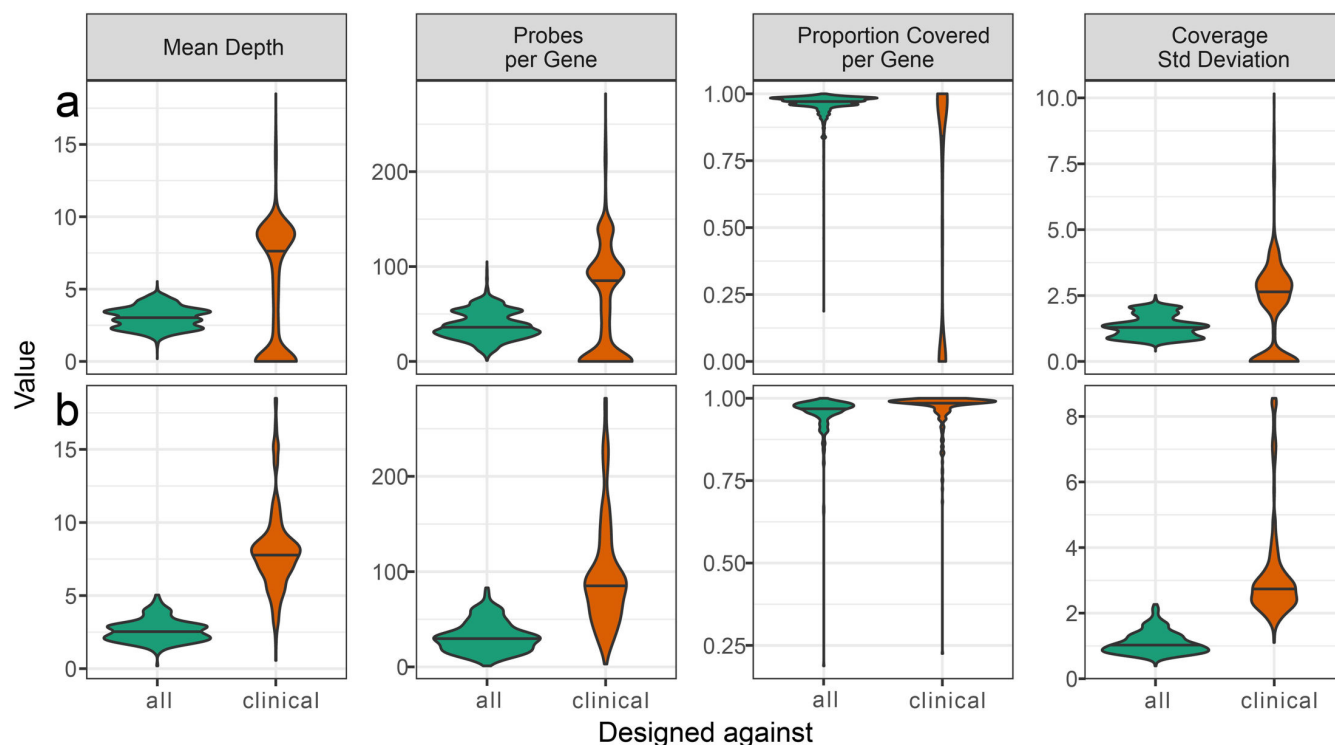 Mean Depth
Probes
per Gene
Proportion Covered
per Gene
Coverage
Std Deviation
a
15
10
5
0
200
100
0
1.00
0.75
0.50
0.25
0.00
10.0
7.5
5.0
2.5
0.0
Value
b
15
10
5
0
200
100
0
1.00
0.75
0.50
0.25
8
6
4
2
0
all clinical all clinical all clinical all clinical
Designed against